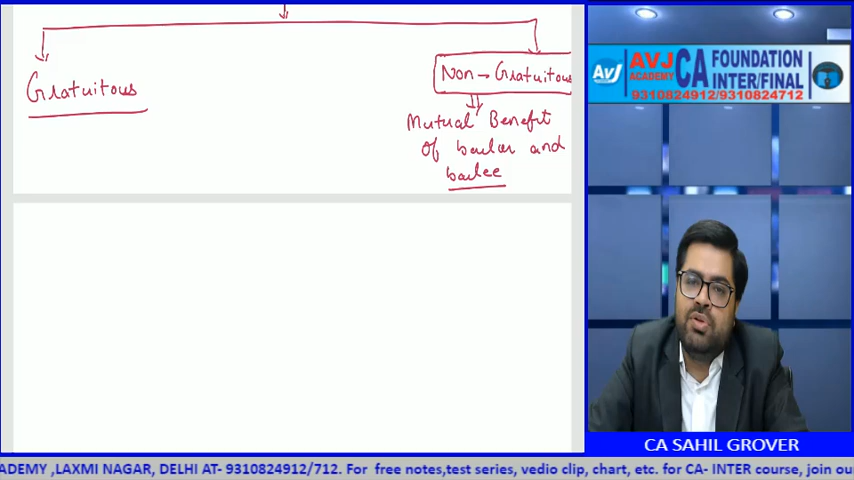 Gratuitous
Non - Gratuitous
Mutual Benefit
of bailor and
bailee
AVJ
AVJ
ACADEMY
CA
FOUNDATION
INTER/FINAL
9310824912/9310824712
CA SAHIL GROVER
ADEMY ,LAXMI NAGAR, DELHI AT- 9310824912/712. For free notes,test series, vedio clip, chart, etc. for CA- INTER course, join ou